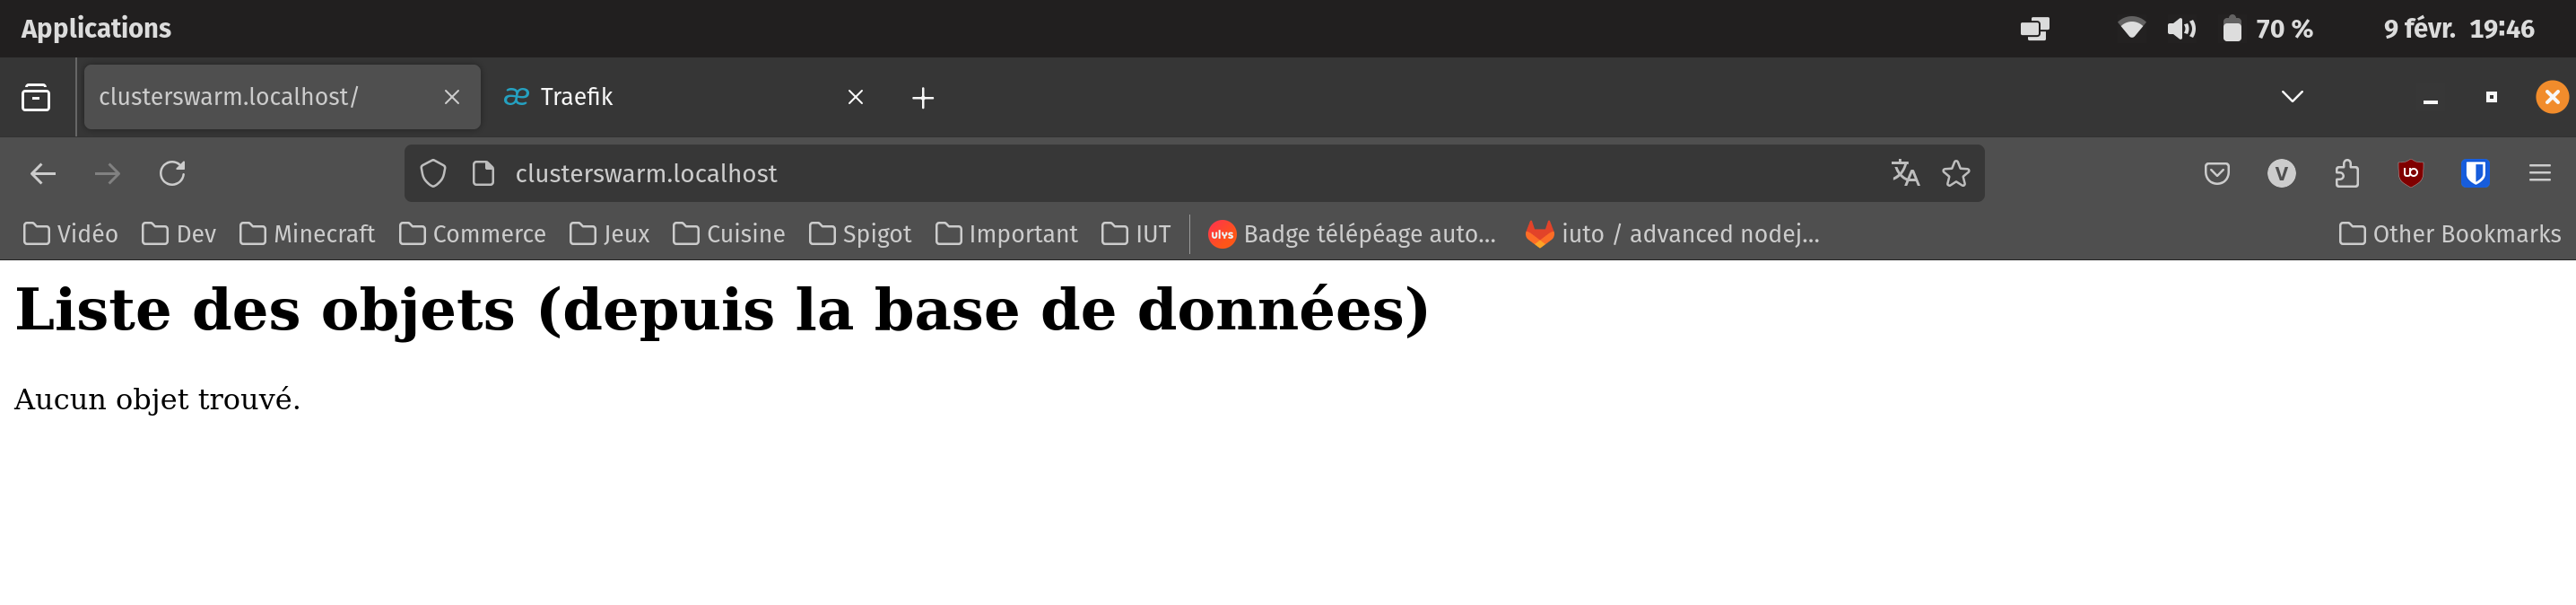 Applications 70 % 9 févr. 19:46
clusterswarm.localhost/ æ Traefik
clusterswarm.localhost V UO
Vidéo Dev Minecraft Commerce Jeux Cuisine Spigot Important IUT ulys Badge télépéage auto... iuto / advanced nodej... Other Bookmarks
Liste des objets (depuis la base de données)
Aucun objet trouvé.